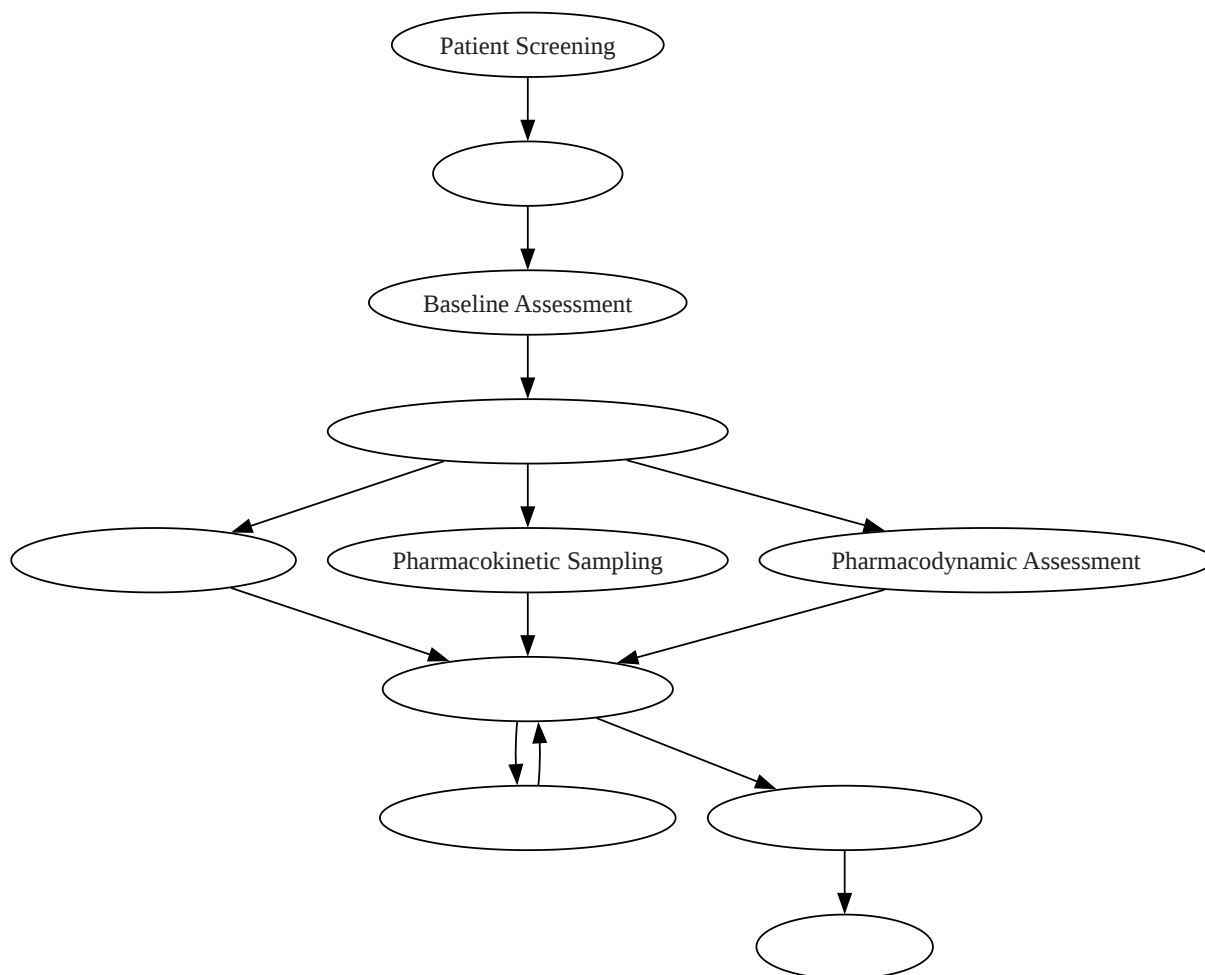 Patient Screening
Baseline Assessment
Pharmacokinetic Sampling
Pharmacodynamic Assessment